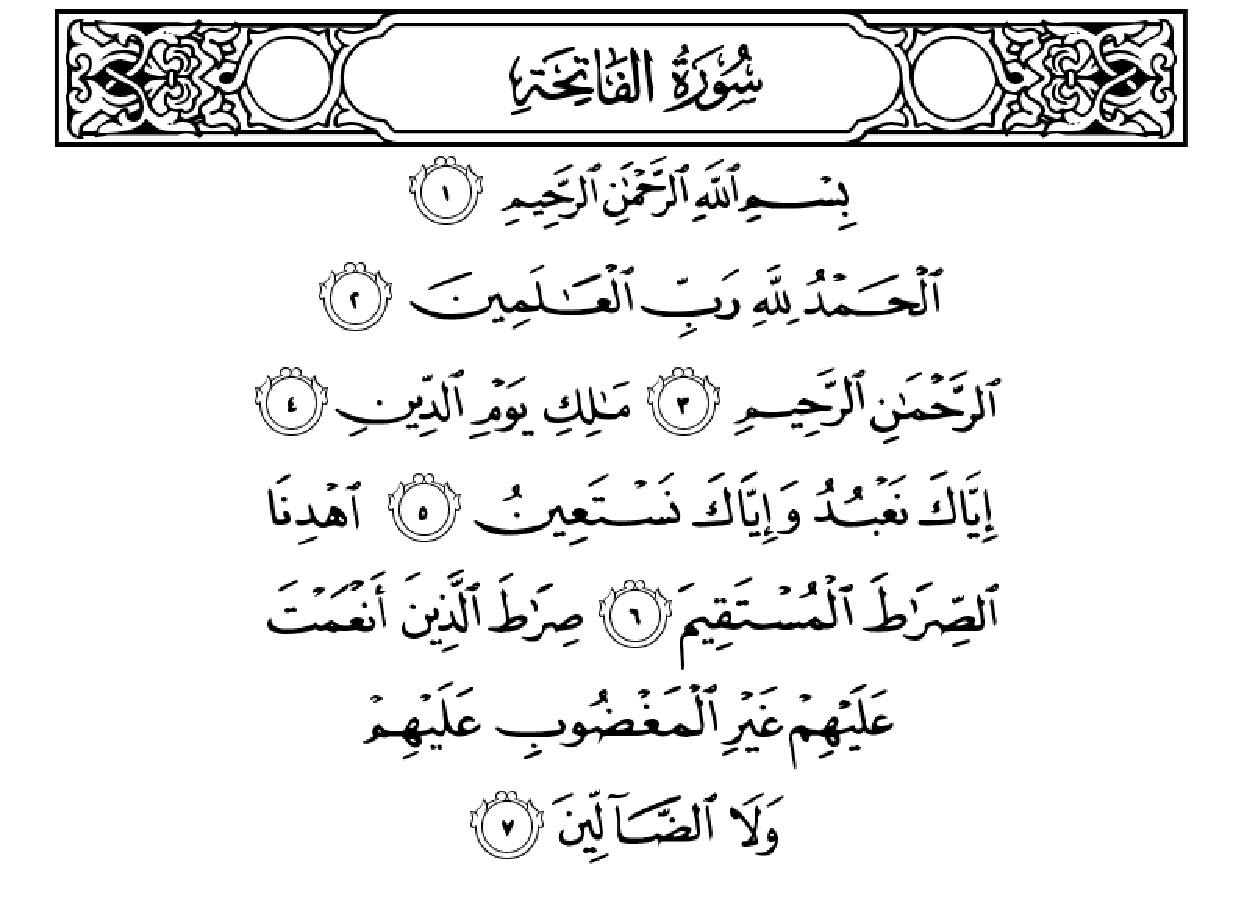 سُورَةُ الفَاتِحَةِ
بِسْمِ ٱللَّهِ ٱلرَّحْمَٰنِ ٱلرَّحِيمِ ١
ٱلْحَمْدُ لِلَّهِ رَبِّ ٱلْعَٰلَمِينَ ٢
ٱلرَّحْمَٰنِ ٱلرَّحِيمِ ٣ مَٰلِكِ يَوْمِ ٱلدِّينِ ٤
إِيَّاكَ نَعْبُدُ وَإِيَّاكَ نَسْتَعِينُ ٥ ٱهْدِنَا
ٱلصِّرَٰطَ ٱلْمُسْتَقِيمَ ٦ صِرَٰطَ ٱلَّذِينَ أَنْعَمْتَ
عَلَيْهِمْ غَيْرِ ٱلْمَغْضُوبِ عَلَيْهِمْ
وَلَا ٱلضَّآلِّينَ ٧